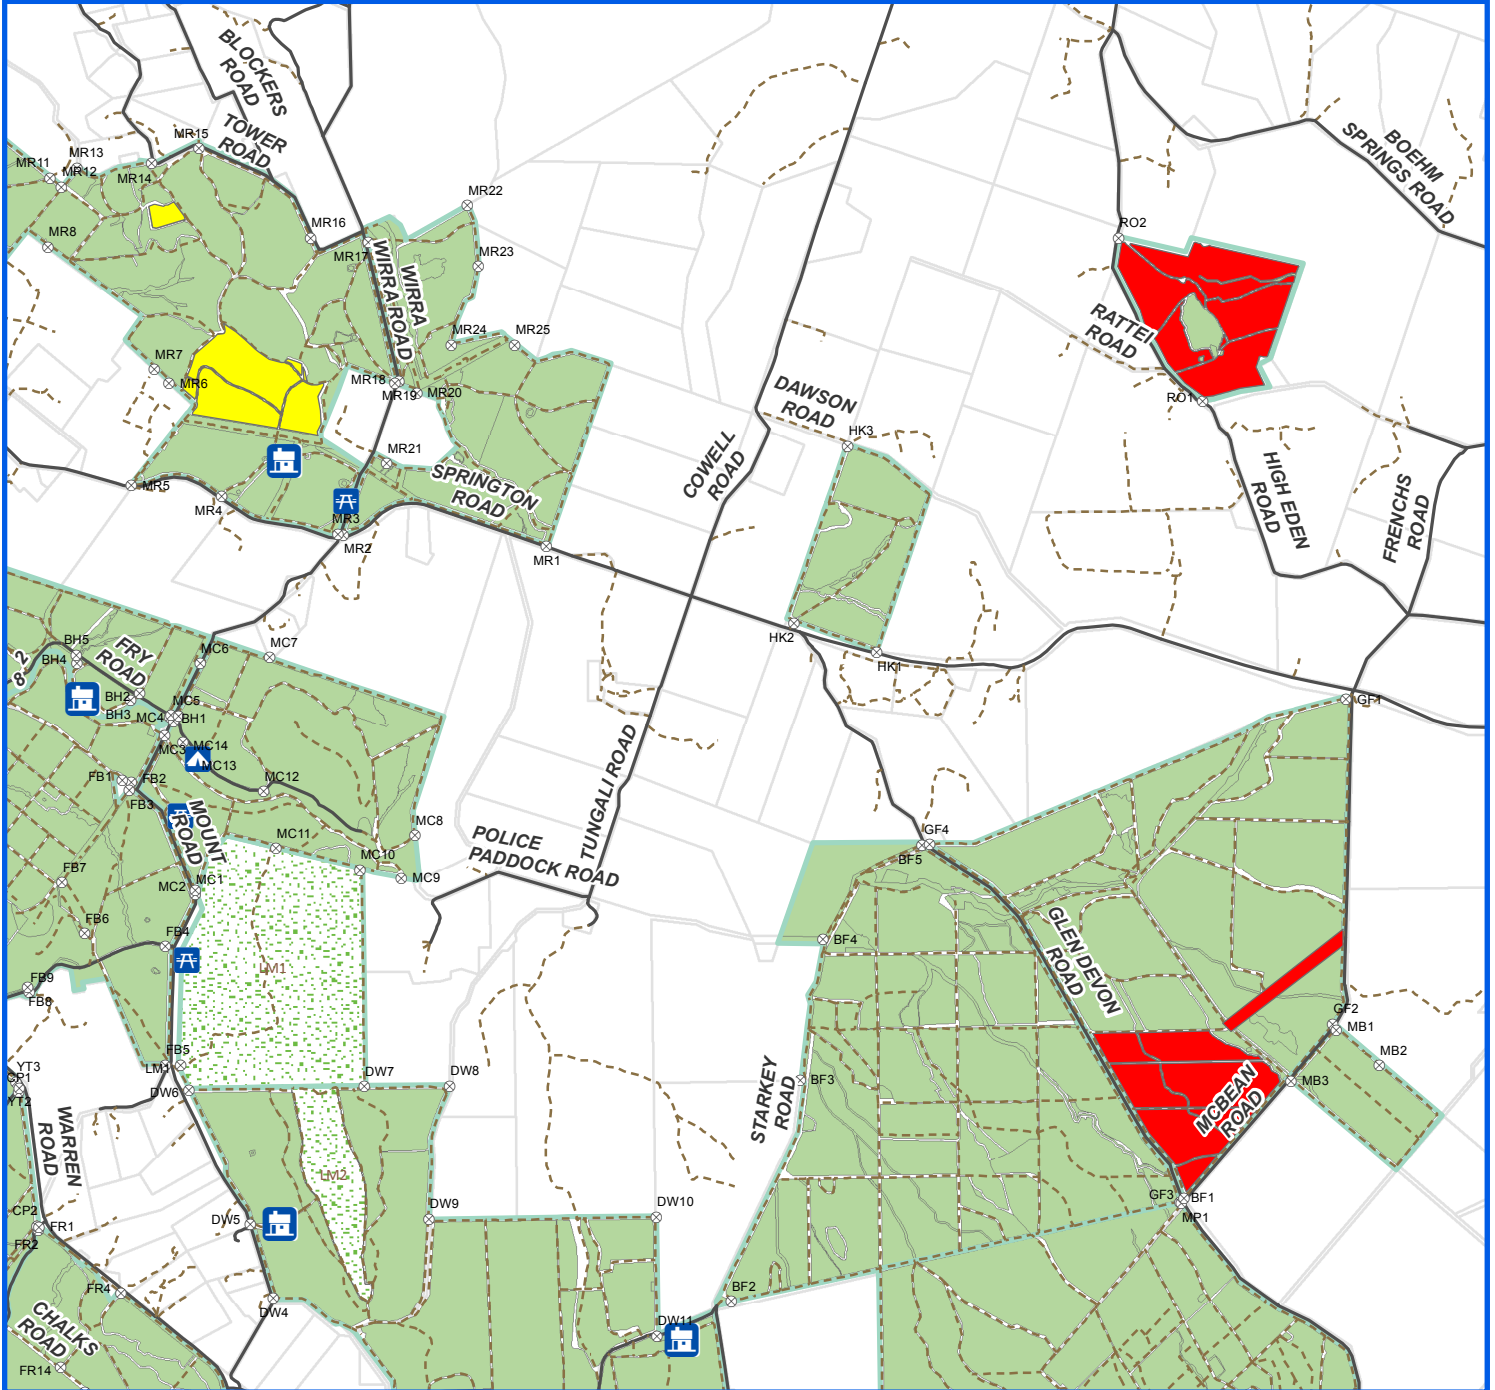 BLOCKERS
ROAD
TOWER
ROAD
BOEHM
SPRINGS ROAD
MR15
MR13
MR11
MR12
MR14
MR22
MR16
MR8
MR17
MR23
RO2
WIRRA
WIRRA ROAD
MR24
MR25
RATTEI
ROAD
MR7
MR6
MR18
MR19
MR20
RO1
DAWSON
ROAD
HK3
MR21
SPRINGTON
ROAD
COWELL
ROAD
HIGH EDEN
ROAD
FRENCHS
ROAD
MR5
MR4
MR3
MR2
MR1
HK2
HK1
BH5
BH4
FRY
ROAD
MC6
MC7
8 2
BH2
BH3
MC5
MC4
BH1
GF1
MC3
MC14
MC13
FB1
FB2
FB3
MC12
MOUNT
ROAD
TUNGALI ROAD
MC11
MC8
POLICE
PADDOCK ROAD
GF4
BF5
MC10
MC9
FB7
MC2
MC1
FB6
FB4
BF4
GLEN DEVON
ROAD
LM1
FB9
FB8
GF2
MB1
MB2
MB3
FB5
LM1
YT3
CP1
YT2
DW6
DW7
DW8
STARKEY
ROAD
BF3
MCBEAN
ROAD
WARREN
ROAD
LM2
CP2
FR1
FR2
DW5
DW9
DW10
GF3
BF1
MP1
FR4
DW4
BF2
DW11
CHALKS
ROAD
FR14